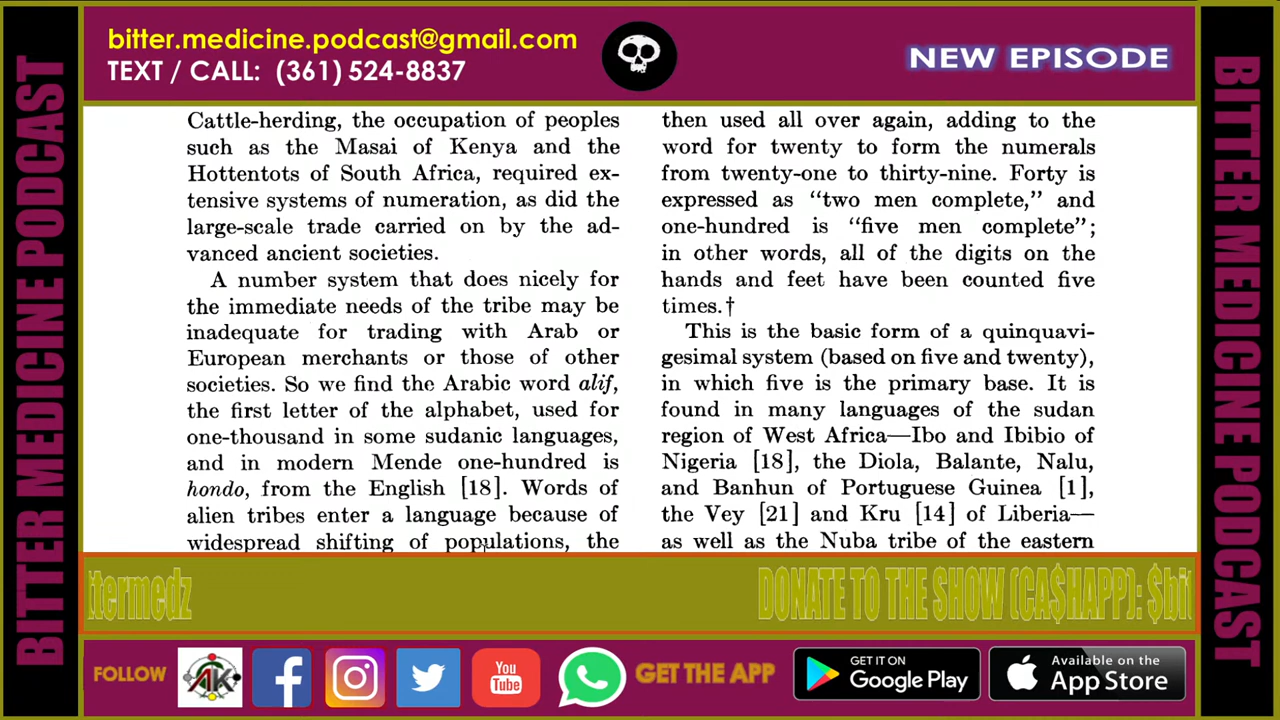 bitter.medicine.podcast@gmail.com
TEXT / CALL: (361) 524-8837
NEW EPISODE
BITTER MEDICINE PODCAST
Cattle-herding, the occupation of peoples
such as the Masai of Kenya and the
Hottentots of South Africa, required ex-
tensive systems of numeration, as did the
large-scale trade carried on by the ad-
vanced ancient societies.
A number system that does nicely for
the immediate needs of the tribe may be
inadequate for trading with Arab or
European merchants or those of other
societies. So we find the Arabic word alif,
the first letter of the alphabet, used for
one-thousand in some sudanic languages,
and in modern Mende one-hundred is
hondo, from the English [18]. Words of
alien tribes enter a language because of
widespread shifting of populations, the
then used all over again, adding to the
word for twenty to form the numerals
from twenty-one to thirty-nine. Forty is
expressed as “two men complete,” and
one-hundred is “five men complete”;
in other words, all of the digits on the
hands and feet have been counted five
times.†
This is the basic form of a quinquavi-
gesimal system (based on five and twenty),
in which five is the primary base. It is
found in many languages of the sudan
region of West Africa—Ibo and Ibibio of
Nigeria [18], the Diola, Balante, Nalu,
and Banhun of Portuguese Guinea [1],
the Vey [21] and Kru [14] of Liberia—
as well as the Nuba tribe of the eastern
BITTER MEDICINE PODCAST
ttermedz
DONATE TO THE SHOW (CA$HAPP): $bit
FOLLOW
ATK
You
Tube
GET THE APP
GET IT ON
Google Play
Available on the
App Store